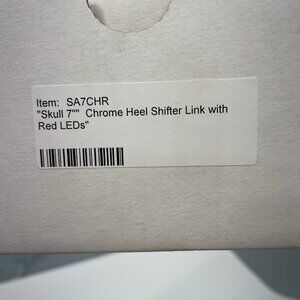 Item:  SA7CHR
"Skull 7""  Chrome Heel Shifter Link with
Red LEDs"